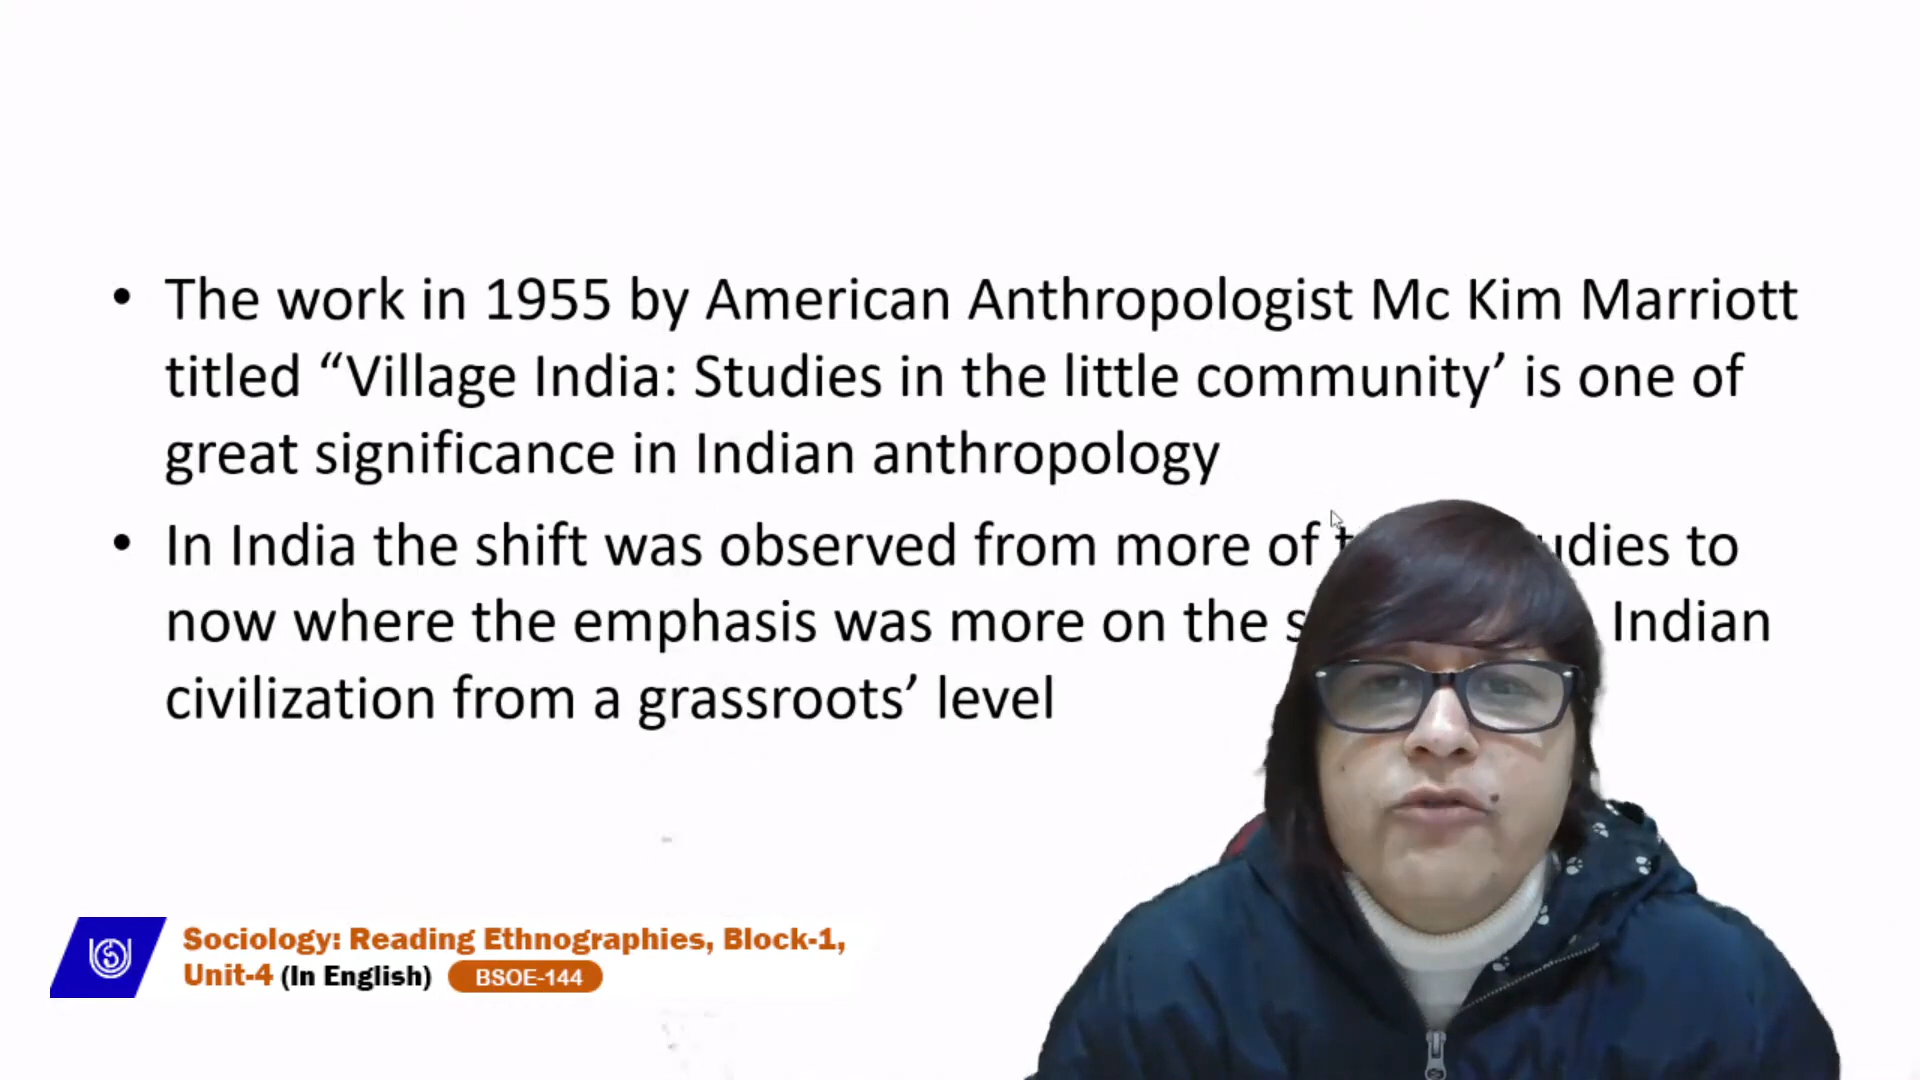 • The work in 1955 by American Anthropologist Mc Kim Marriott
titled “Village India: Studies in the little community’ is one of
great significance in Indian anthropology
• In India the shift was observed from more of to
now where the emphasis was more on the Indian
civilization from a grassroots’ level
Sociology: Reading Ethnographies, Block-1,
Unit-4 (In English) BSOE-144